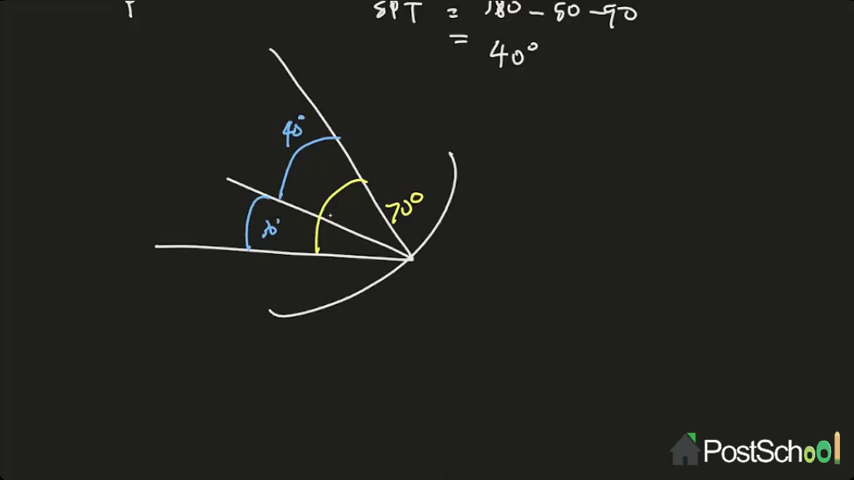 SPT = 180 - 50 - 90
= 40°
40°
70°
x°
PostSchool